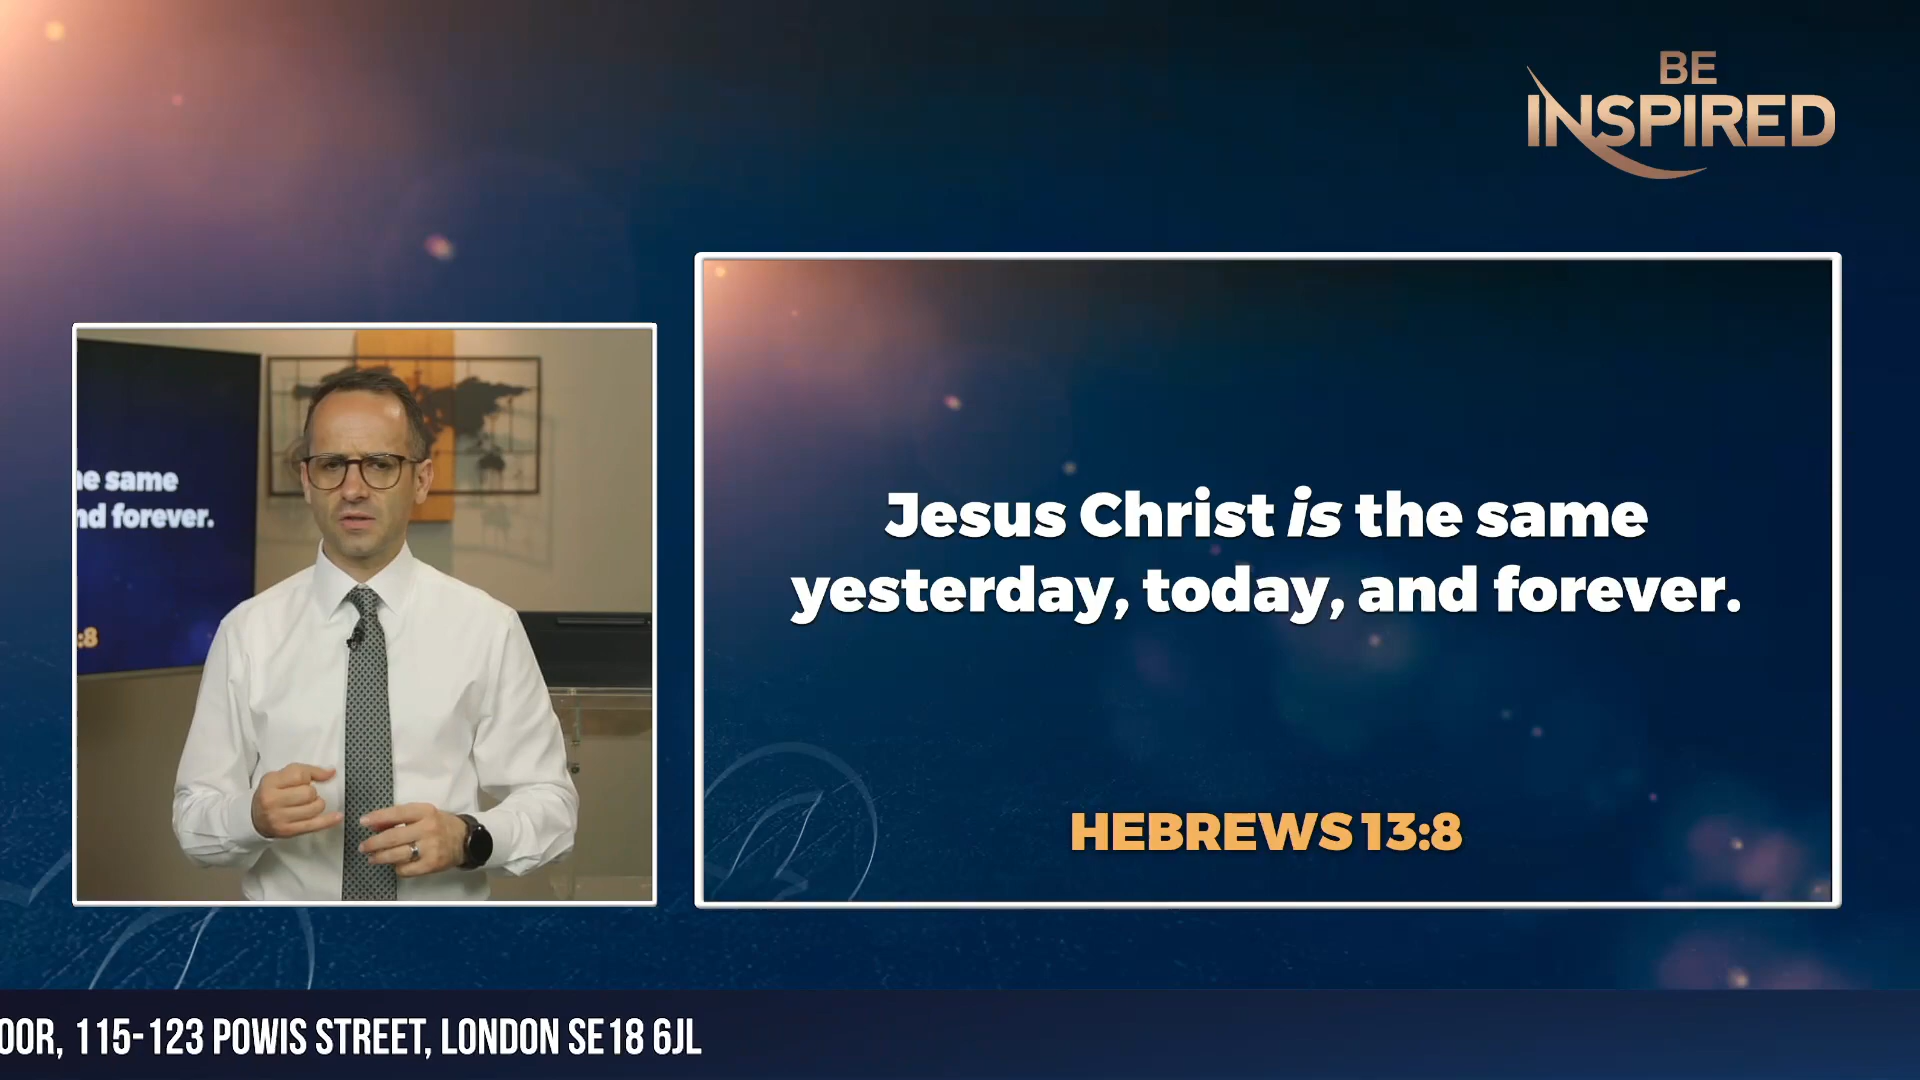 BE
INSPIRED
he same
nd forever.
:8
Jesus Christ is the same
yesterday, today, and forever.
HEBREWS 13:8
OOR, 115-123 POWIS STREET, LONDON SE18 6JL